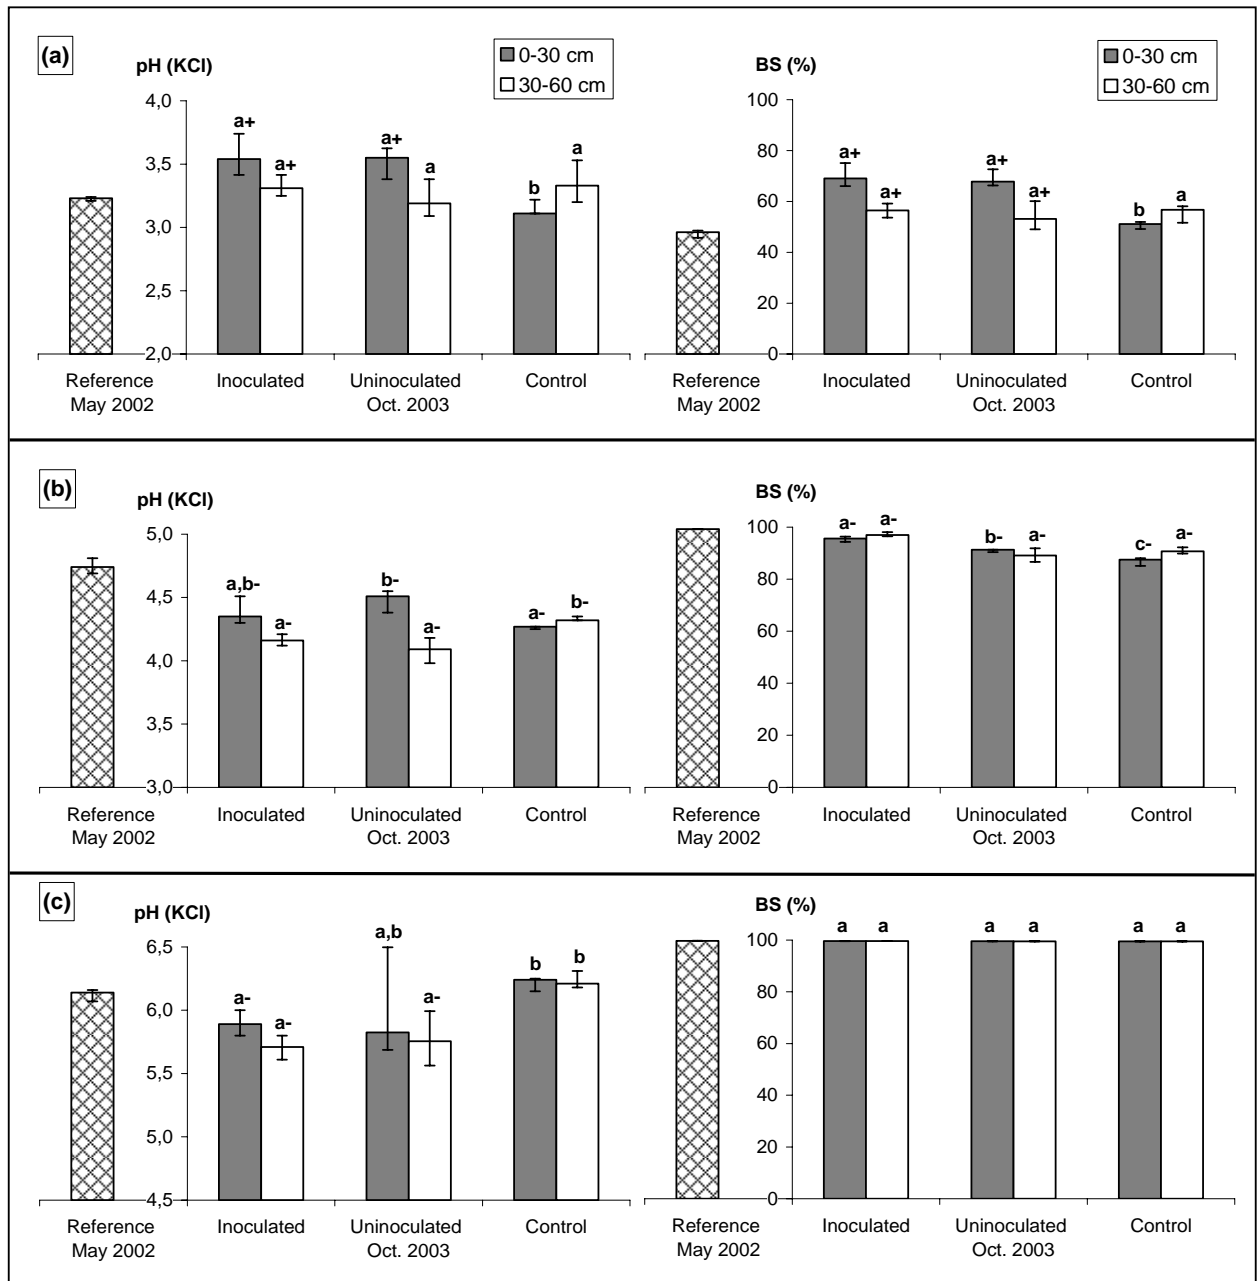 (a)
pH (KCl)
0-30 cm
30-60 cm
4,0
3,5
3,0
2,5
2,0
a+
a+
a+
a
b
a
Reference
May 2002
Inoculated
Uninoculated
Oct. 2003
Control
BS (%)
0-30 cm
30-60 cm
100
80
60
40
20
0
a+
a+
a+
a+
b
a
Reference
May 2002
Inoculated
Uninoculated
Oct. 2003
Control
(b)
pH (KCl)
5,0
4,5
4,0
3,5
3,0
a,b-
a-
b-
a-
a-
b-
Reference
May 2002
Inoculated
Uninoculated
Oct. 2003
Control
BS (%)
100
80
60
40
20
0
a-
a-
b-
a-
c-
a-
Reference
May 2002
Inoculated
Uninoculated
Oct. 2003
Control
(c)
pH (KCl)
6,5
6,0
5,5
5,0
4,5
a-
a-
a,b
a-
b
b
Reference
May 2002
Inoculated
Uninoculated
Oct. 2003
Control
BS (%)
100
80
60
40
20
0
a
a
a
a
a
a
Reference
May 2002
Inoculated
Uninoculated
Oct. 2003
Control